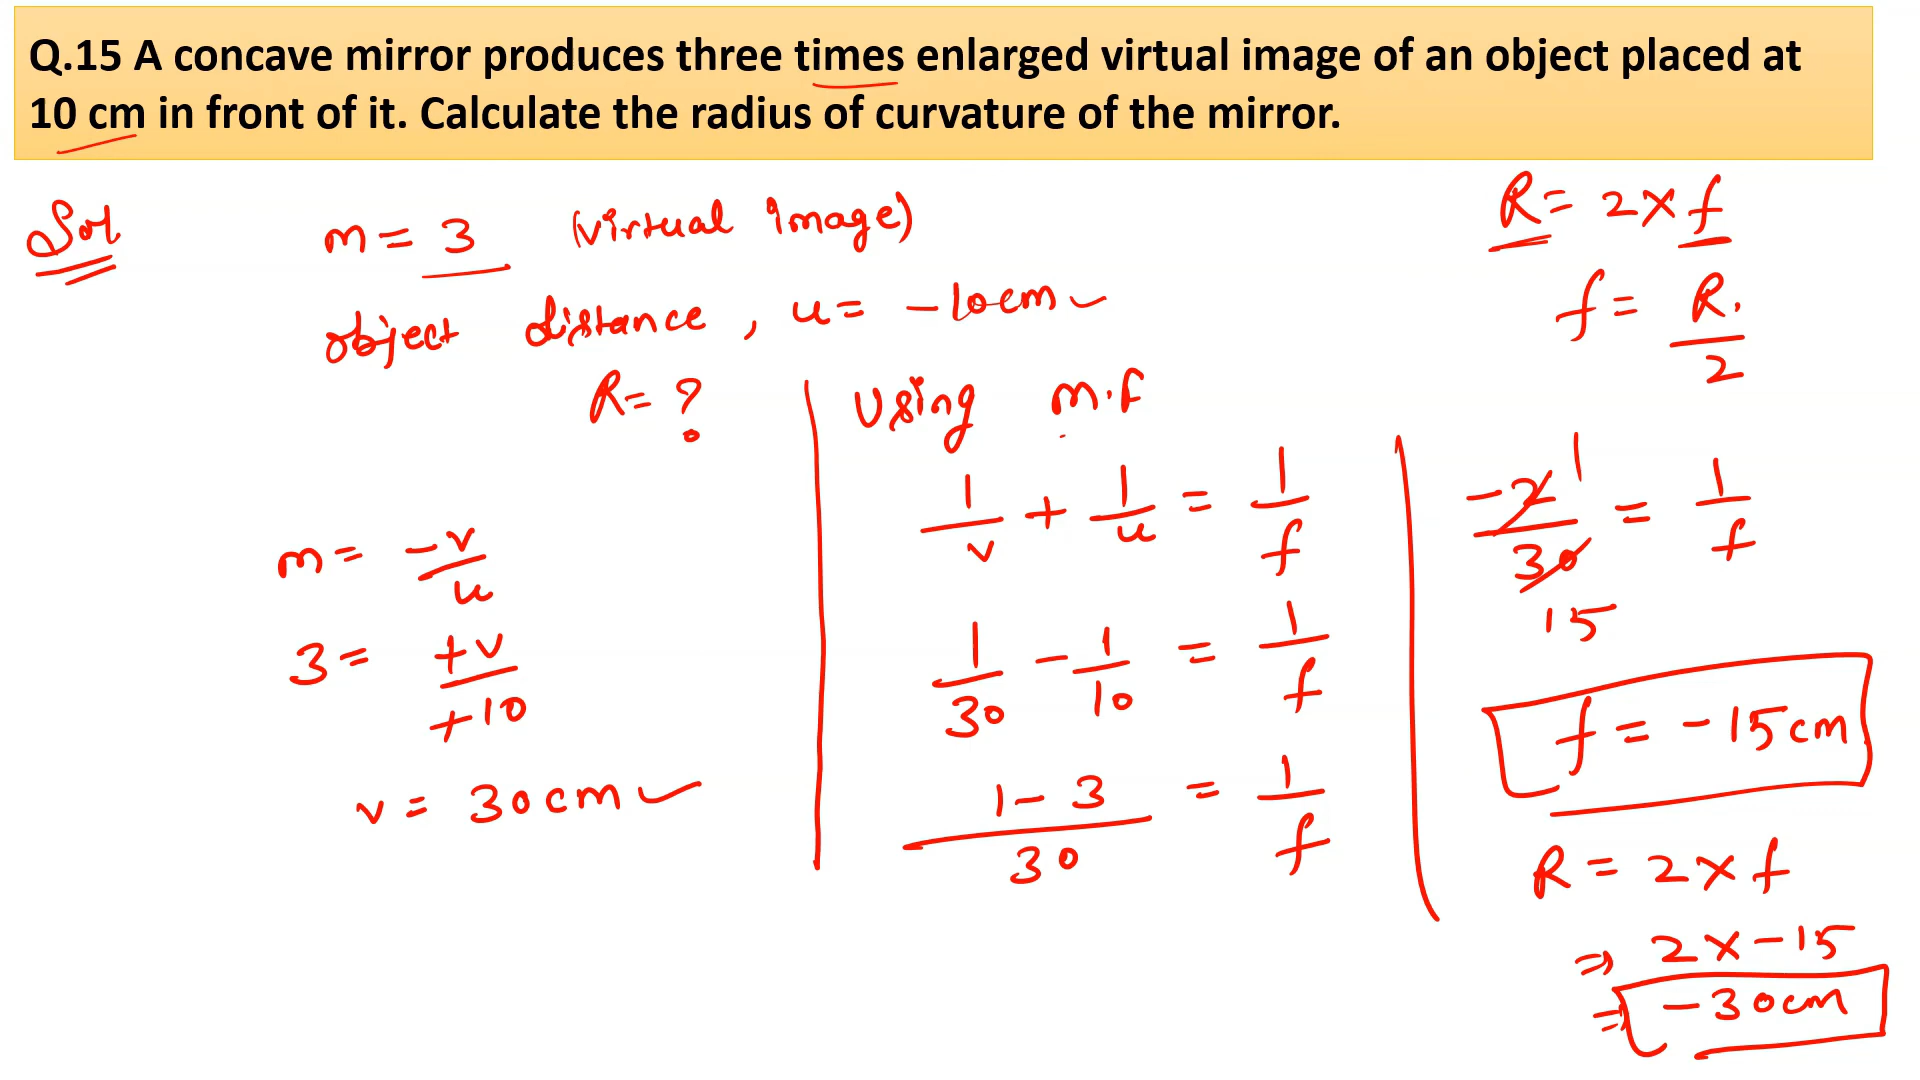 Q.15 A concave mirror produces three times enlarged virtual image of an object placed at
10 cm in front of it. Calculate the radius of curvature of the mirror.
Sol
m = 3 (virtual image)
object distance, u = -10cm
R = ?
m = -v/u
3 = +v/+10
v = 30cm
Using m.f
1/v + 1/u = 1/f
1/30 - 1/10 = 1/f
1-3/30 = 1/f
R = 2×f
f = R/2
-2/30 = 1/f
1
15
f = -15cm
R = 2×f
⇒ 2×-15
⇒ -30cm